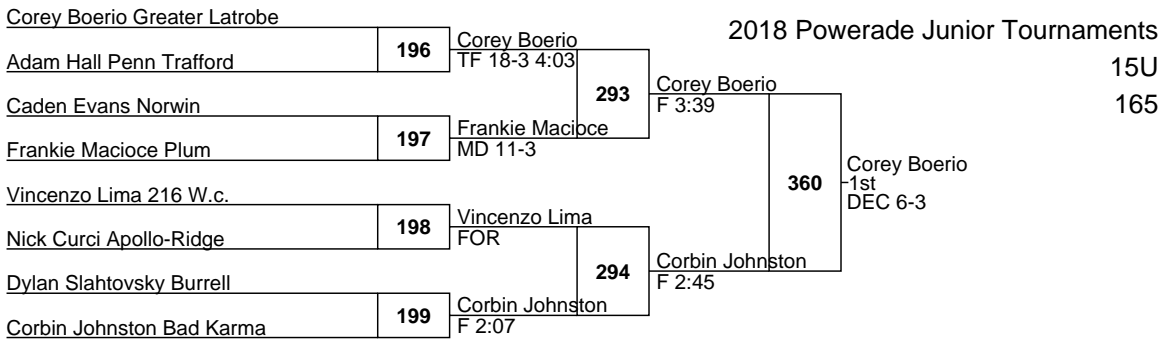 2018 Powerade Junior Tournaments
15U
165
Corey Boerio Greater Latrobe
196
Adam Hall Penn Trafford
Corey Boerio
TF 18-3 4:03
293
Caden Evans Norwin
197
Frankie Macioce Plum
Frankie Macioce
MD 11-3
Corey Boerio
F 3:39
360
Vincenzo Lima 216 W.c.
198
Nick Curci Apollo-Ridge
Vincenzo Lima
FOR
294
Dylan Slahtovsky Burrell
199
Corbin Johnston Bad Karma
Corbin Johnston
F 2:07
Corbin Johnston
F 2:45
Corey Boerio
1st
DEC 6-3